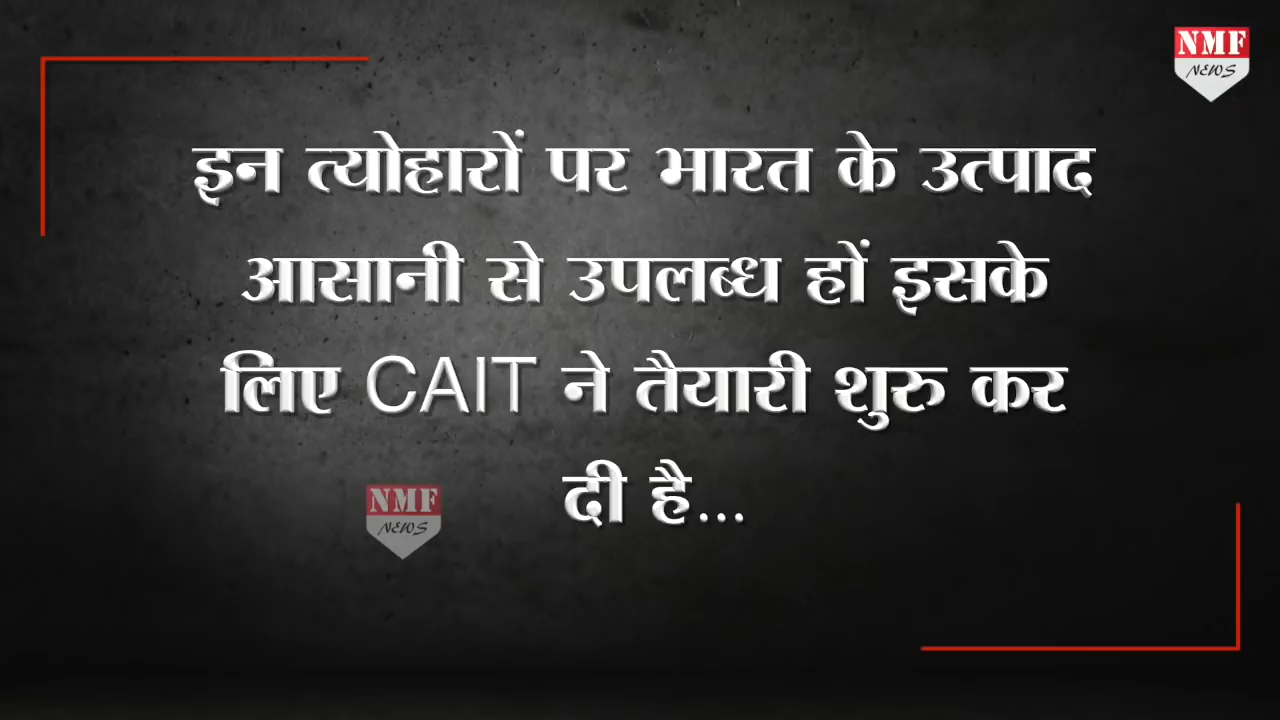 NMF
NEWS
इन त्योहारों पर भारत के उत्पाद
आसानी से उपलब्ध हों इसके
लिए CAIT ने तैयारी शुरु कर
दी है...
NMF
NEWS